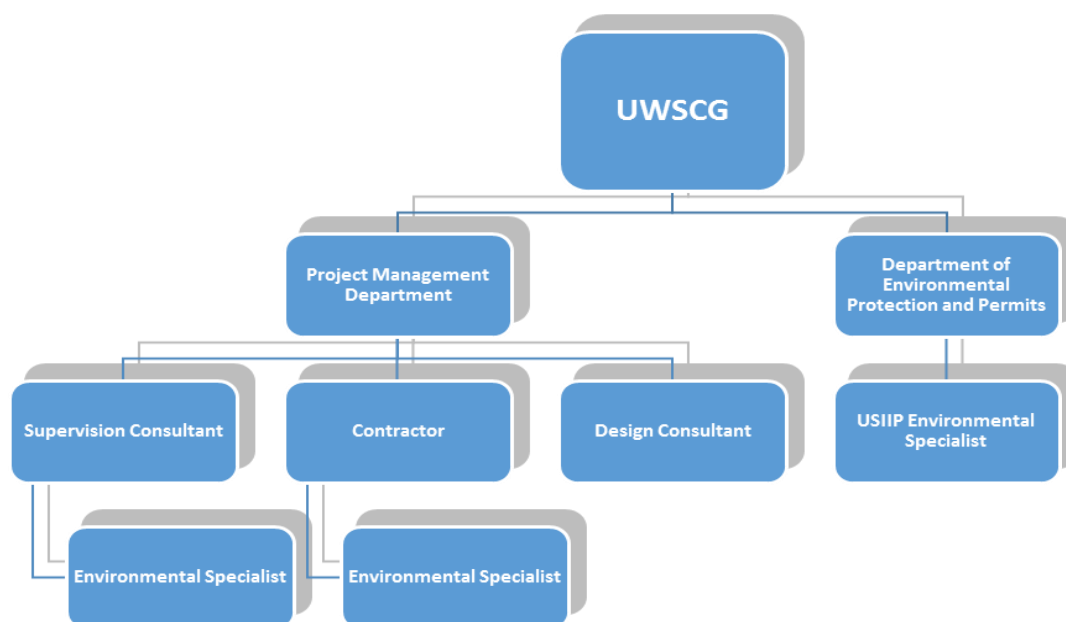 UWSCG
Project Management
Department
Department of
Environmental
Protection and Permits
Supervision Consultant
Contractor
Design Consultant
USIIP Environmental
Specialist
Environmental Specialist
Environmental Specialist